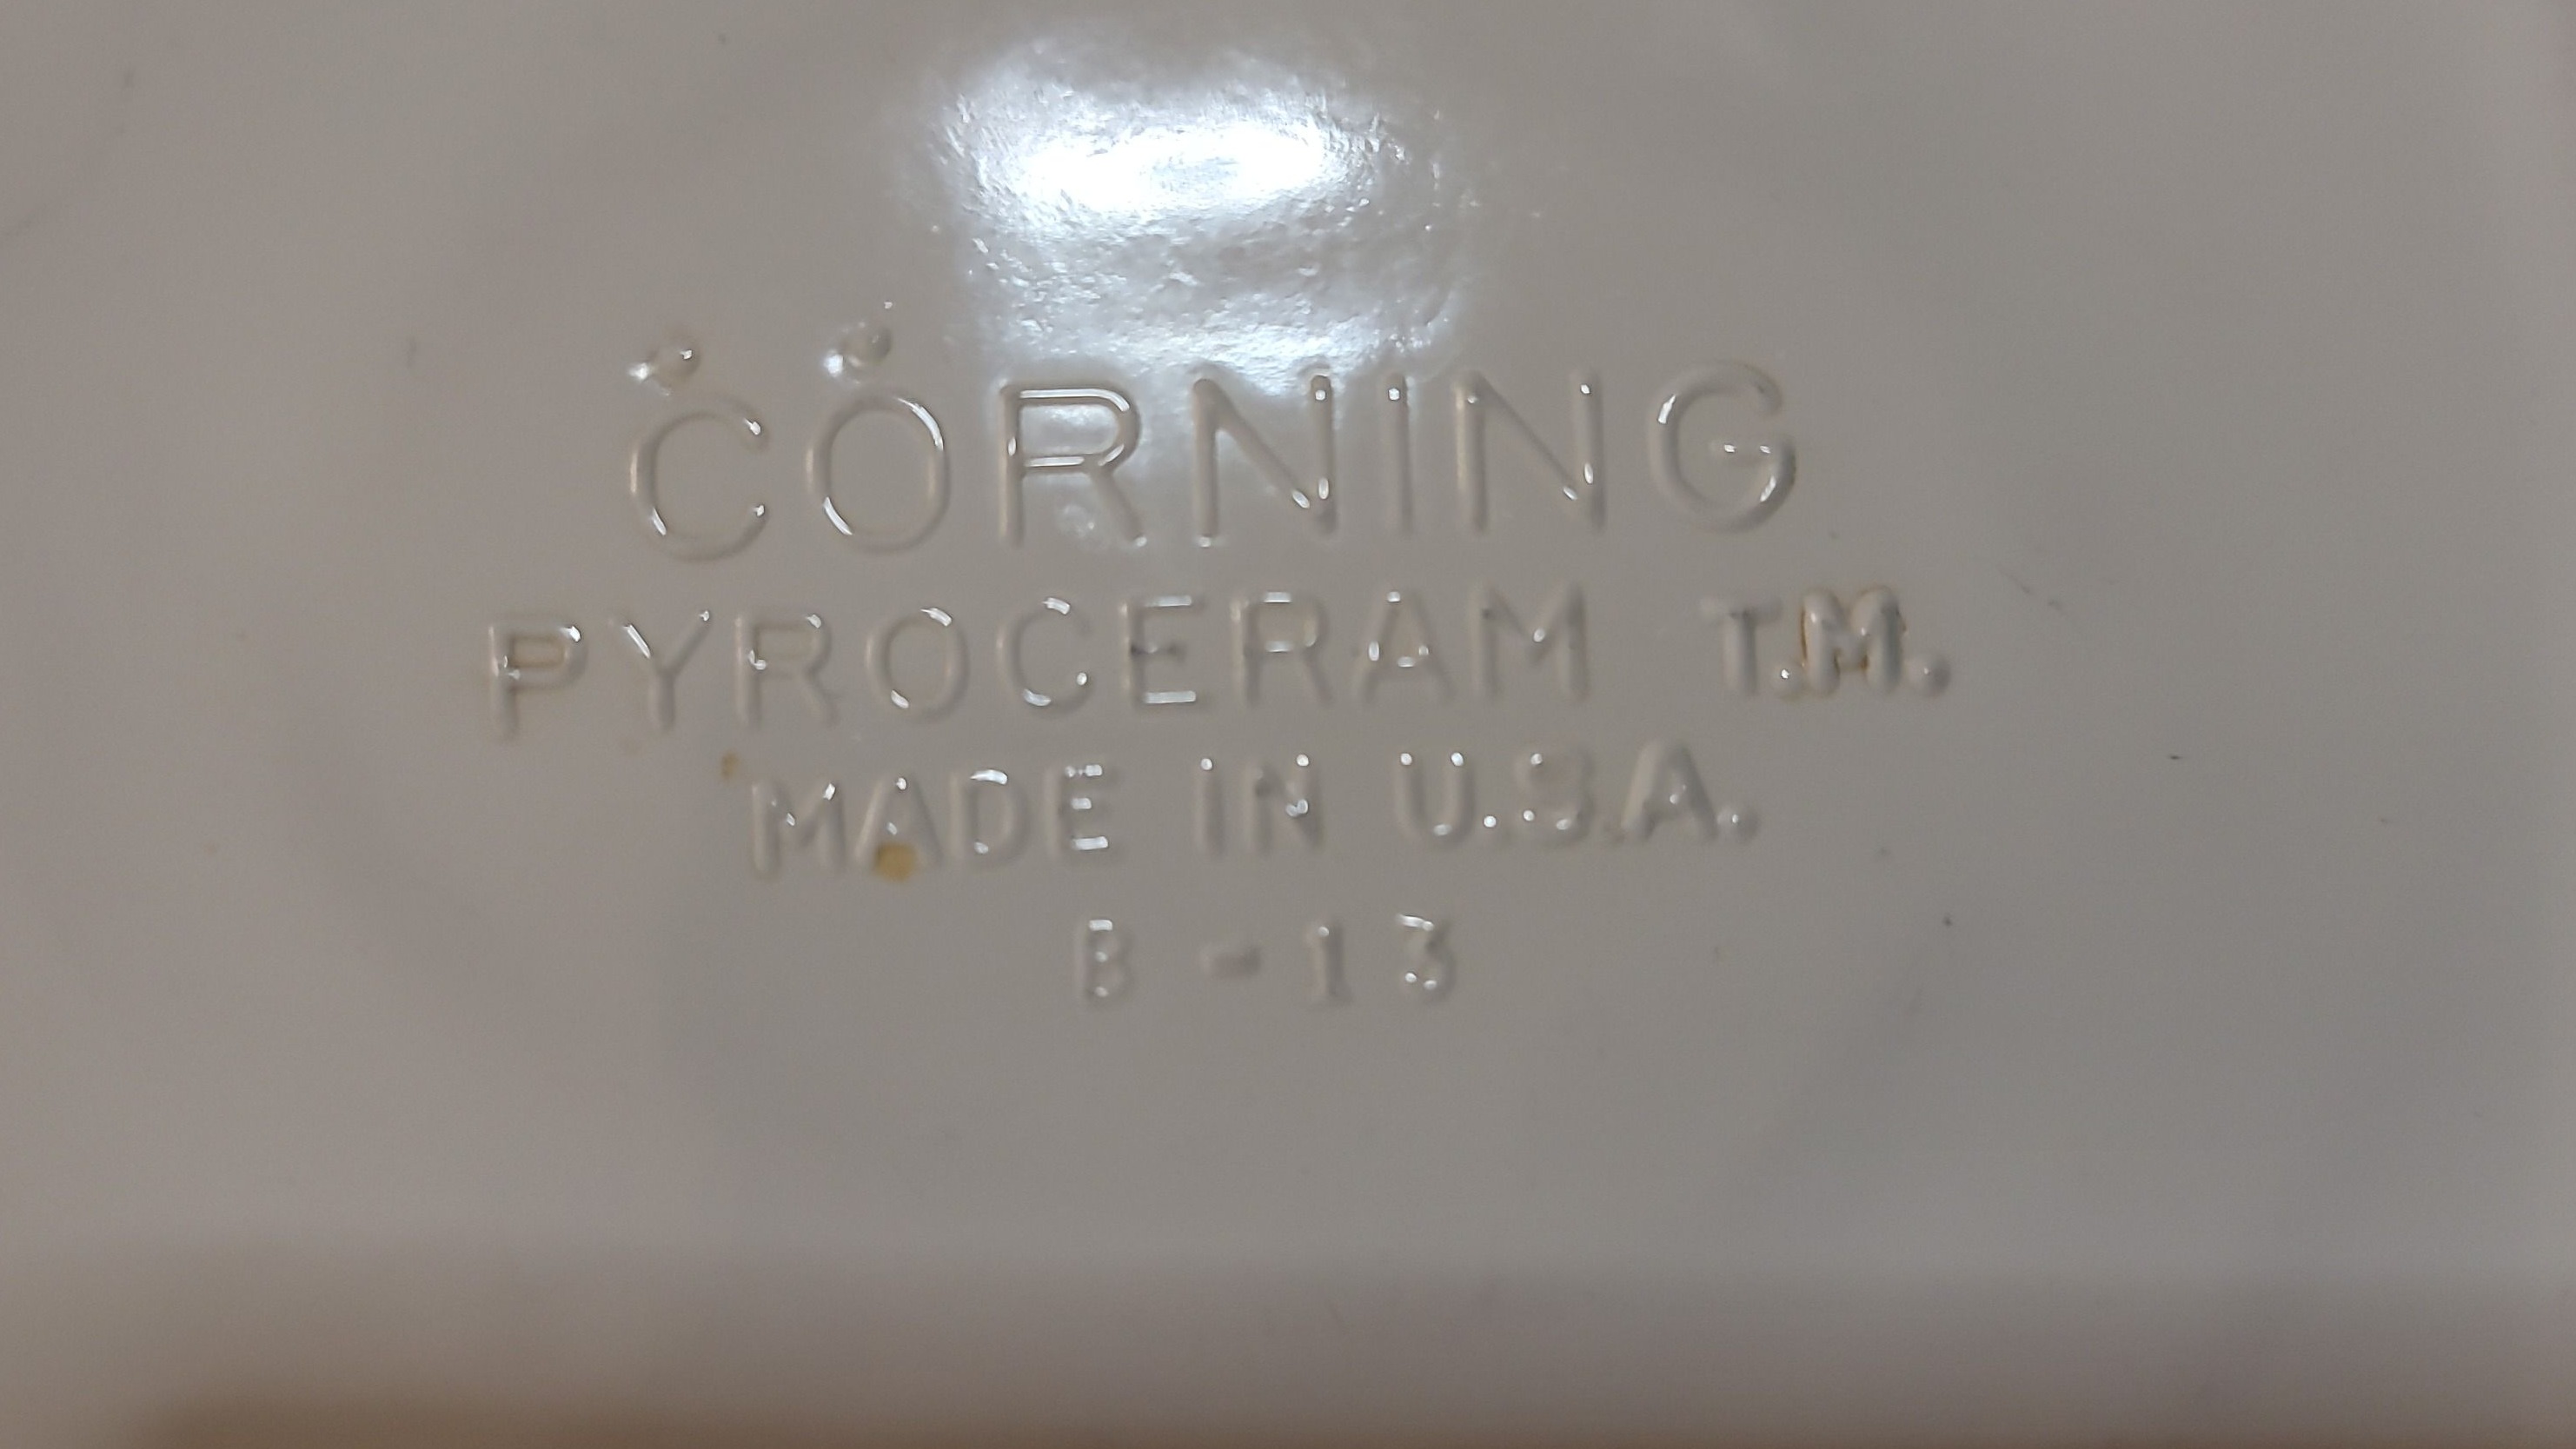 CORNING
PYROCERAM T.M.
MADE IN U.S.A.
B-13